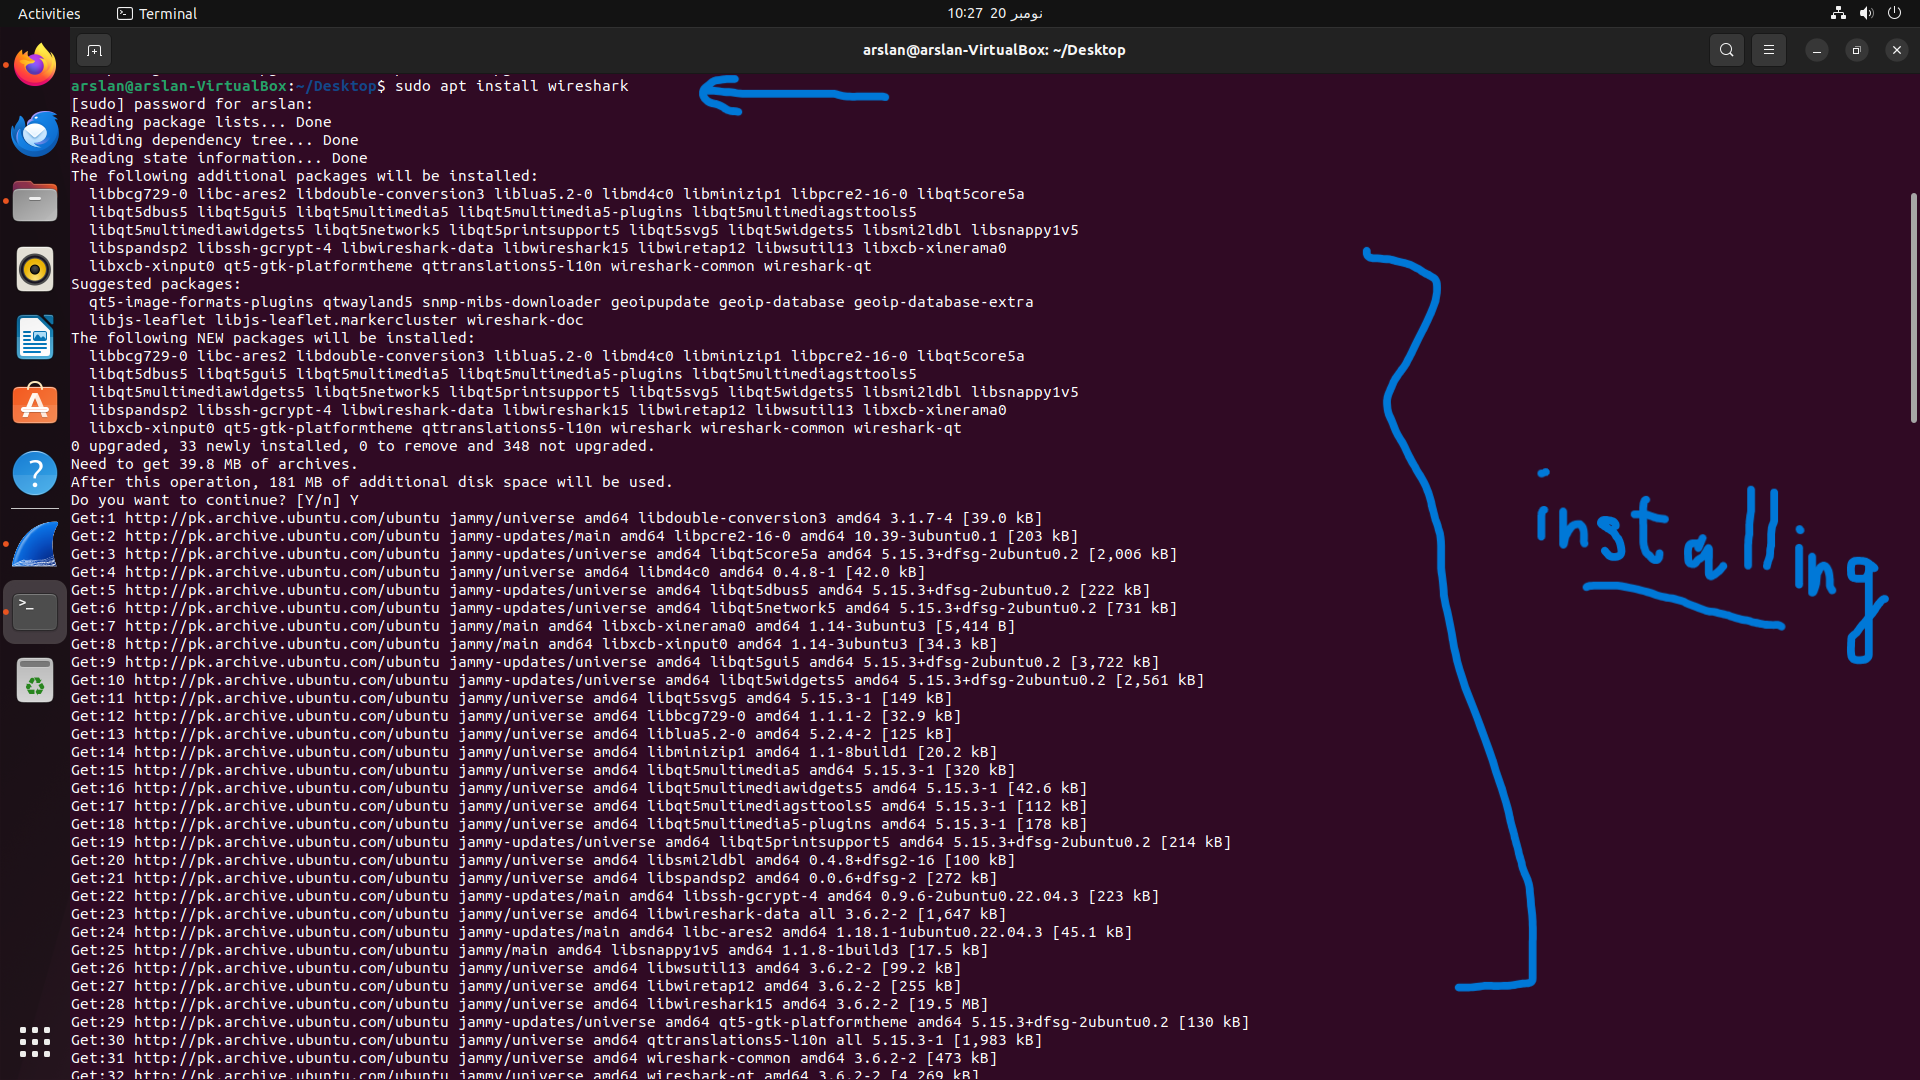 Activities
Terminal
10:27 20 نومبر
arslan@arslan-VirtualBox: ~/Desktop
arslan@arslan-VirtualBox:~/Desktop$ sudo apt install wireshark
[sudo] password for arslan:
Reading package lists... Done
Building dependency tree... Done
Reading state information... Done
The following additional packages will be installed:
  libbcg729-0 libc-ares2 libdouble-conversion3 liblua5.2-0 libmd4c0 libminizip1 libpcre2-16-0 libqt5core5a
  libqt5dbus5 libqt5gui5 libqt5multimedia5 libqt5multimedia5-plugins libqt5multimediagsttools5
  libqt5multimediawidgets5 libqt5network5 libqt5printsupport5 libqt5svg5 libqt5widgets5 libsmi2ldbl libsnappy1v5
  libspandsp2 libssh-gcrypt-4 libwireshark-data libwireshark15 libwiretap12 libwsutil13 libxcb-xinerama0
  libxcb-xinput0 qt5-gtk-platformtheme qttranslations5-l10n wireshark-common wireshark-qt
Suggested packages:
  qt5-image-formats-plugins qtwayland5 snmp-mibs-downloader geoipupdate geoip-database geoip-database-extra
  libjs-leaflet libjs-leaflet.markercluster wireshark-doc
The following NEW packages will be installed:
  libbcg729-0 libc-ares2 libdouble-conversion3 liblua5.2-0 libmd4c0 libminizip1 libpcre2-16-0 libqt5core5a
  libqt5dbus5 libqt5gui5 libqt5multimedia5 libqt5multimedia5-plugins libqt5multimediagsttools5
  libqt5multimediawidgets5 libqt5network5 libqt5printsupport5 libqt5svg5 libqt5widgets5 libsmi2ldbl libsnappy1v5
  libspandsp2 libssh-gcrypt-4 libwireshark-data libwireshark15 libwiretap12 libwsutil13 libxcb-xinerama0
  libxcb-xinput0 qt5-gtk-platformtheme qttranslations5-l10n wireshark wireshark-common wireshark-qt
0 upgraded, 33 newly installed, 0 to remove and 348 not upgraded.
Need to get 39.8 MB of archives.
After this operation, 181 MB of additional disk space will be used.
Do you want to continue? [Y/n] Y
Get:1 http://pk.archive.ubuntu.com/ubuntu jammy/universe amd64 libdouble-conversion3 amd64 3.1.7-4 [39.0 kB]
Get:2 http://pk.archive.ubuntu.com/ubuntu jammy-updates/main amd64 libpcre2-16-0 amd64 10.39-3ubuntu0.1 [203 kB]
Get:3 http://pk.archive.ubuntu.com/ubuntu jammy-updates/universe amd64 libqt5core5a amd64 5.15.3+dfsg-2ubuntu0.2 [2,006 kB]
Get:4 http://pk.archive.ubuntu.com/ubuntu jammy/universe amd64 libmd4c0 amd64 0.4.8-1 [42.0 kB]
Get:5 http://pk.archive.ubuntu.com/ubuntu jammy-updates/universe amd64 libqt5dbus5 amd64 5.15.3+dfsg-2ubuntu0.2 [222 kB]
Get:6 http://pk.archive.ubuntu.com/ubuntu jammy-updates/universe amd64 libqt5network5 amd64 5.15.3+dfsg-2ubuntu0.2 [731 kB]
Get:7 http://pk.archive.ubuntu.com/ubuntu jammy/main amd64 libxcb-xinerama0 amd64 1.14-3ubuntu3 [5,414 B]
Get:8 http://pk.archive.ubuntu.com/ubuntu jammy/main amd64 libxcb-xinput0 amd64 1.14-3ubuntu3 [34.3 kB]
Get:9 http://pk.archive.ubuntu.com/ubuntu jammy-updates/universe amd64 libqt5gui5 amd64 5.15.3+dfsg-2ubuntu0.2 [3,722 kB]
Get:10 http://pk.archive.ubuntu.com/ubuntu jammy-updates/universe amd64 libqt5widgets5 amd64 5.15.3+dfsg-2ubuntu0.2 [2,561 kB]
Get:11 http://pk.archive.ubuntu.com/ubuntu jammy/universe amd64 libqt5svg5 amd64 5.15.3-1 [149 kB]
Get:12 http://pk.archive.ubuntu.com/ubuntu jammy/universe amd64 libbcg729-0 amd64 1.1.1-2 [32.9 kB]
Get:13 http://pk.archive.ubuntu.com/ubuntu jammy/universe amd64 liblua5.2-0 amd64 5.2.4-2 [125 kB]
Get:14 http://pk.archive.ubuntu.com/ubuntu jammy/universe amd64 libminizip1 amd64 1.1-8build1 [20.2 kB]
Get:15 http://pk.archive.ubuntu.com/ubuntu jammy/universe amd64 libqt5multimedia5 amd64 5.15.3-1 [320 kB]
Get:16 http://pk.archive.ubuntu.com/ubuntu jammy/universe amd64 libqt5multimediawidgets5 amd64 5.15.3-1 [42.6 kB]
Get:17 http://pk.archive.ubuntu.com/ubuntu jammy/universe amd64 libqt5multimediagsttools5 amd64 5.15.3-1 [112 kB]
Get:18 http://pk.archive.ubuntu.com/ubuntu jammy/universe amd64 libqt5multimedia5-plugins amd64 5.15.3-1 [178 kB]
Get:19 http://pk.archive.ubuntu.com/ubuntu jammy-updates/universe amd64 libqt5printsupport5 amd64 5.15.3+dfsg-2ubuntu0.2 [214 kB]
Get:20 http://pk.archive.ubuntu.com/ubuntu jammy/universe amd64 libsmi2ldbl amd64 0.4.8+dfsg2-16 [100 kB]
Get:21 http://pk.archive.ubuntu.com/ubuntu jammy/universe amd64 libspandsp2 amd64 0.0.6+dfsg-2 [272 kB]
Get:22 http://pk.archive.ubuntu.com/ubuntu jammy-updates/main amd64 libssh-gcrypt-4 amd64 0.9.6-2ubuntu0.22.04.3 [223 kB]
Get:23 http://pk.archive.ubuntu.com/ubuntu jammy/universe amd64 libwireshark-data all 3.6.2-2 [1,647 kB]
Get:24 http://pk.archive.ubuntu.com/ubuntu jammy-updates/main amd64 libc-ares2 amd64 1.18.1-1ubuntu0.22.04.3 [45.1 kB]
Get:25 http://pk.archive.ubuntu.com/ubuntu jammy/main amd64 libsnappy1v5 amd64 1.1.8-1build3 [17.5 kB]
Get:26 http://pk.archive.ubuntu.com/ubuntu jammy/universe amd64 libwsutil13 amd64 3.6.2-2 [99.2 kB]
Get:27 http://pk.archive.ubuntu.com/ubuntu jammy/universe amd64 libwiretap12 amd64 3.6.2-2 [255 kB]
Get:28 http://pk.archive.ubuntu.com/ubuntu jammy/universe amd64 libwireshark15 amd64 3.6.2-2 [19.5 MB]
Get:29 http://pk.archive.ubuntu.com/ubuntu jammy-updates/universe amd64 qt5-gtk-platformtheme amd64 5.15.3+dfsg-2ubuntu0.2 [130 kB]
Get:30 http://pk.archive.ubuntu.com/ubuntu jammy/universe amd64 qttranslations5-l10n all 5.15.3-1 [1,983 kB]
Get:31 http://pk.archive.ubuntu.com/ubuntu jammy/universe amd64 wireshark-common amd64 3.6.2-2 [473 kB]
Get:32 http://pk.archive.ubuntu.com/ubuntu jammy/universe amd64 wireshark-qt amd64 3.6.2-2 [4,269 kB]
installing